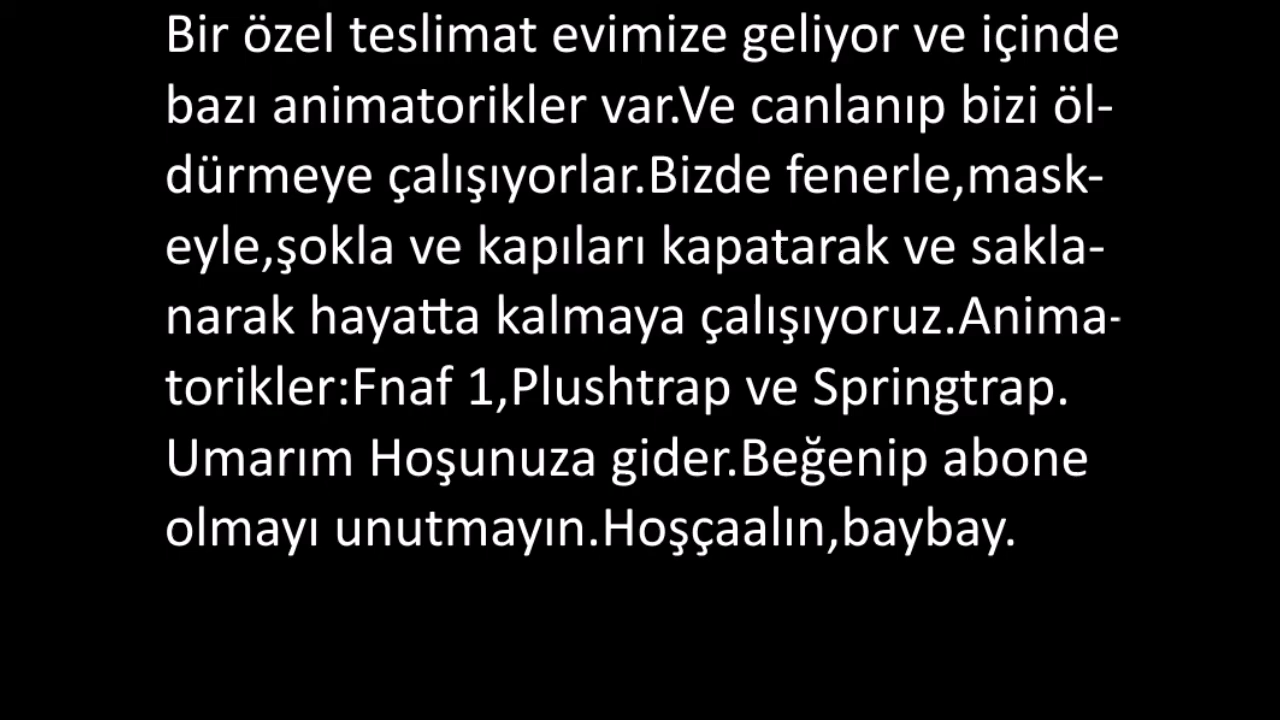 Bir özel teslimat evimize geliyor ve içinde
bazı animatorikler var.Ve canlanıp bizi öl-
dürmeye çalışıyorlar.Bizde fenerle,mask-
eyle,şokla ve kapıları kapatarak ve sakla-
narak hayatta kalmaya çalışıyoruz.Anima-
torikler:Fnaf 1,Plushtrap ve Springtrap.
Umarım Hoşunuza gider.Beğenip abone
olmayı unutmayın.Hoşçaalın,baybay.